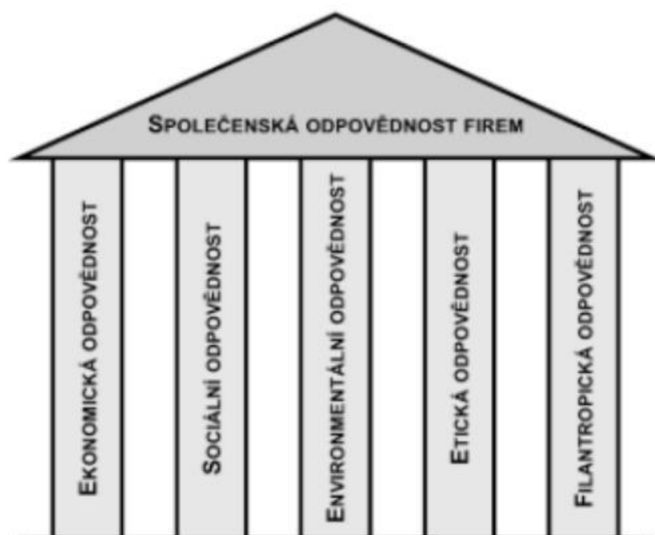 SPOLEČENSKÁ ODPOVĚDNOST FIREM
EKONOMICKÁ ODPOVĚDNOST
SOCIÁLNÍ ODPOVĚDNOST
ENVIRONMENTÁLNÍ ODPOVĚDNOST
ETICKÁ ODPOVĚDNOST
FILANTROPICKÁ ODPOVĚDNOST